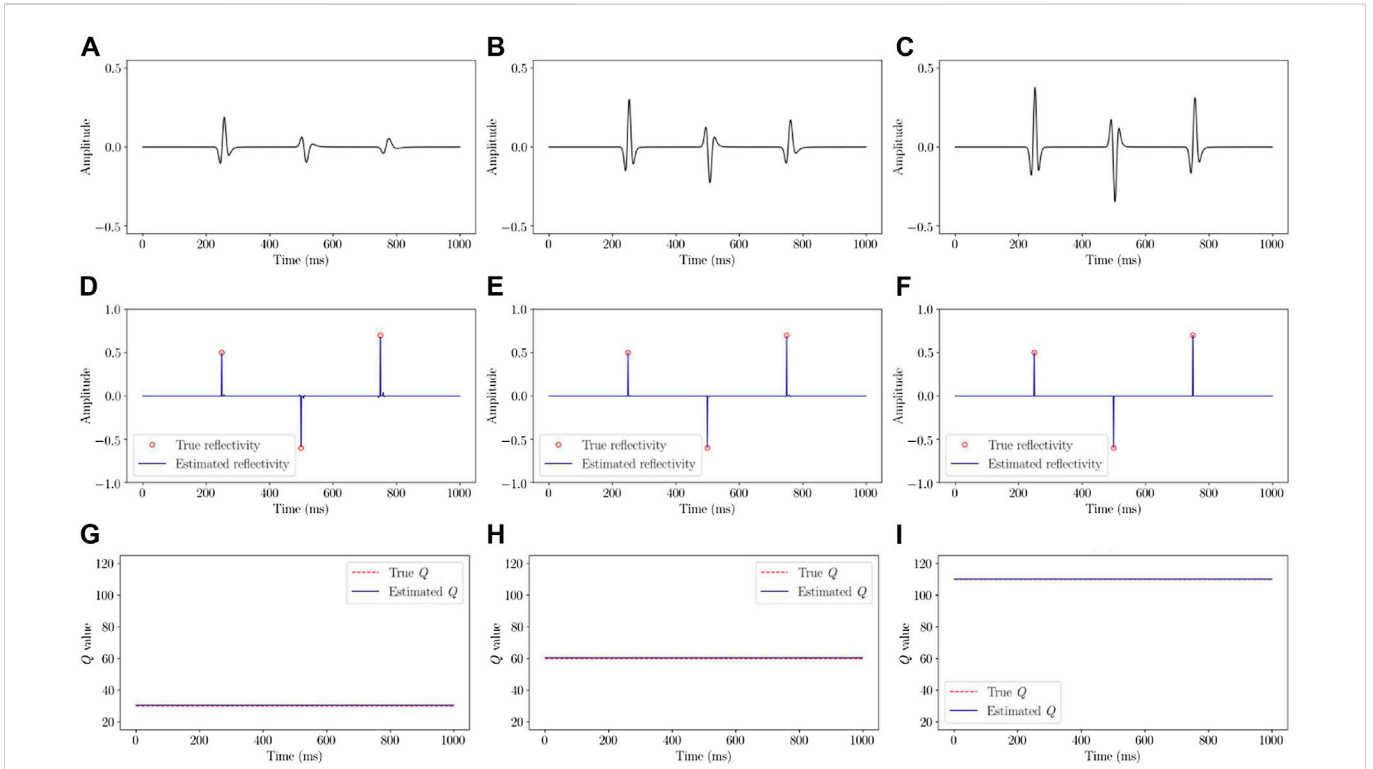 A
B
C
0.5
0.0
−0.5
Amplitude
0 200 400 600 800 1000
Time (ms)
0.5
0.0
−0.5
Amplitude
0 200 400 600 800 1000
Time (ms)
0.5
0.0
−0.5
Amplitude
0 200 400 600 800 1000
Time (ms)
D
E
F
1.0
0.5
0.0
−0.5
−1.0
Amplitude
True reflectivity
Estimated reflectivity
0 200 400 600 800 1000
Time (ms)
1.0
0.5
0.0
−0.5
−1.0
Amplitude
True reflectivity
Estimated reflectivity
0 200 400 600 800 1000
Time (ms)
1.0
0.5
0.0
−0.5
−1.0
Amplitude
True reflectivity
Estimated reflectivity
0 200 400 600 800 1000
Time (ms)
G
H
I
120
100
80
60
40
20
Q value
True Q
Estimated Q
0 200 400 600 800 1000
Time (ms)
120
100
80
60
40
20
Q value
True Q
Estimated Q
0 200 400 600 800 1000
Time (ms)
120
100
80
60
40
20
Q value
True Q
Estimated Q
0 200 400 600 800 1000
Time (ms)